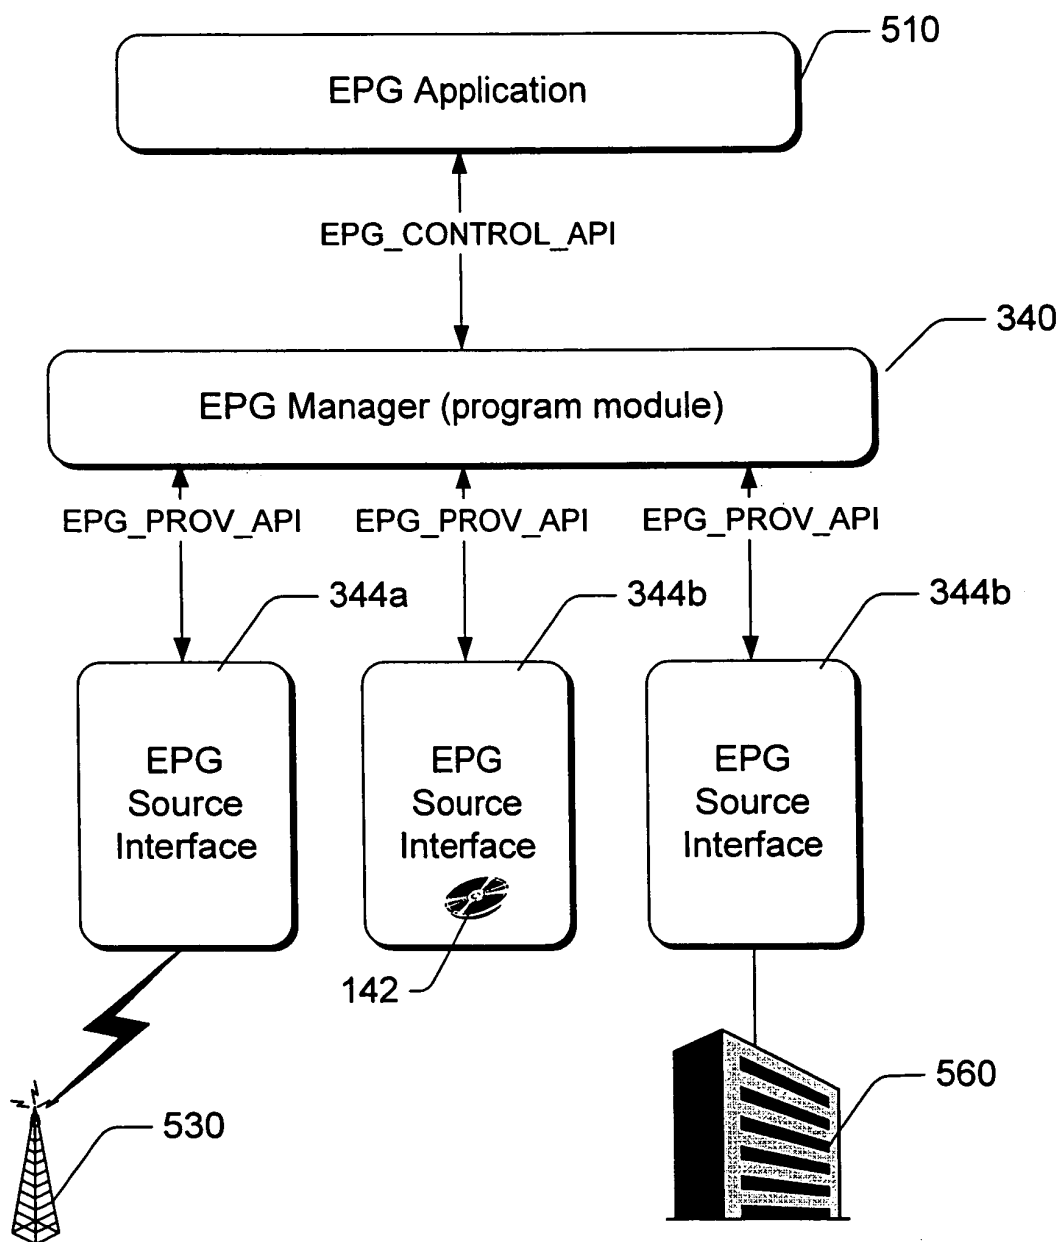 510
EPG Application
EPG_CONTROL_API
340
EPG Manager (program module)
EPG_PROV_API
EPG_PROV_API
EPG_PROV_API
344a
344b
344b
EPG
Source
Interface
EPG
Source
Interface
EPG
Source
Interface
142
530
560